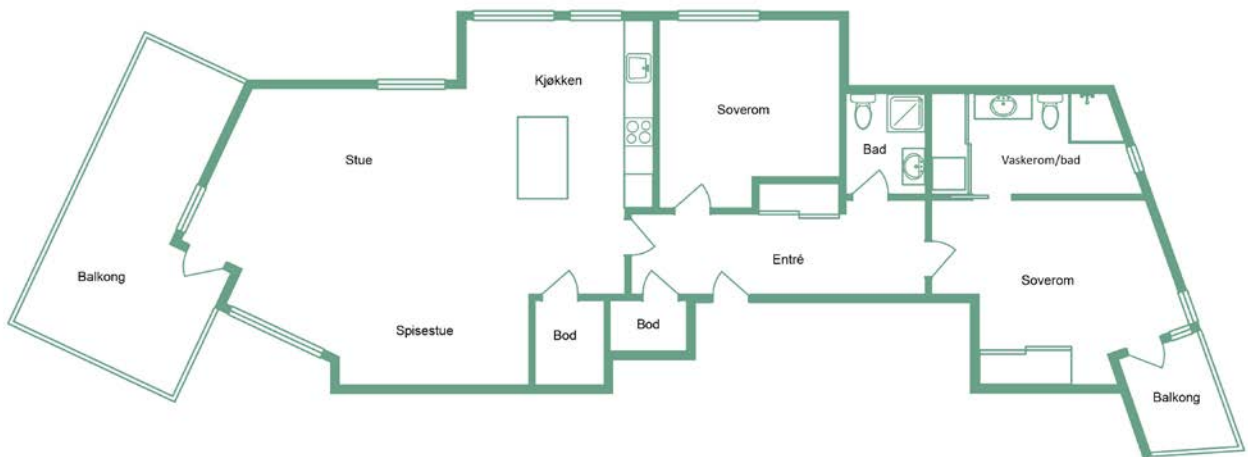 Kjøkken
Soverom
Stue
Bad
Vaskerom/bad
Balkong
Entré
Soverom
Spisestue
Bod
Bod
Balkong